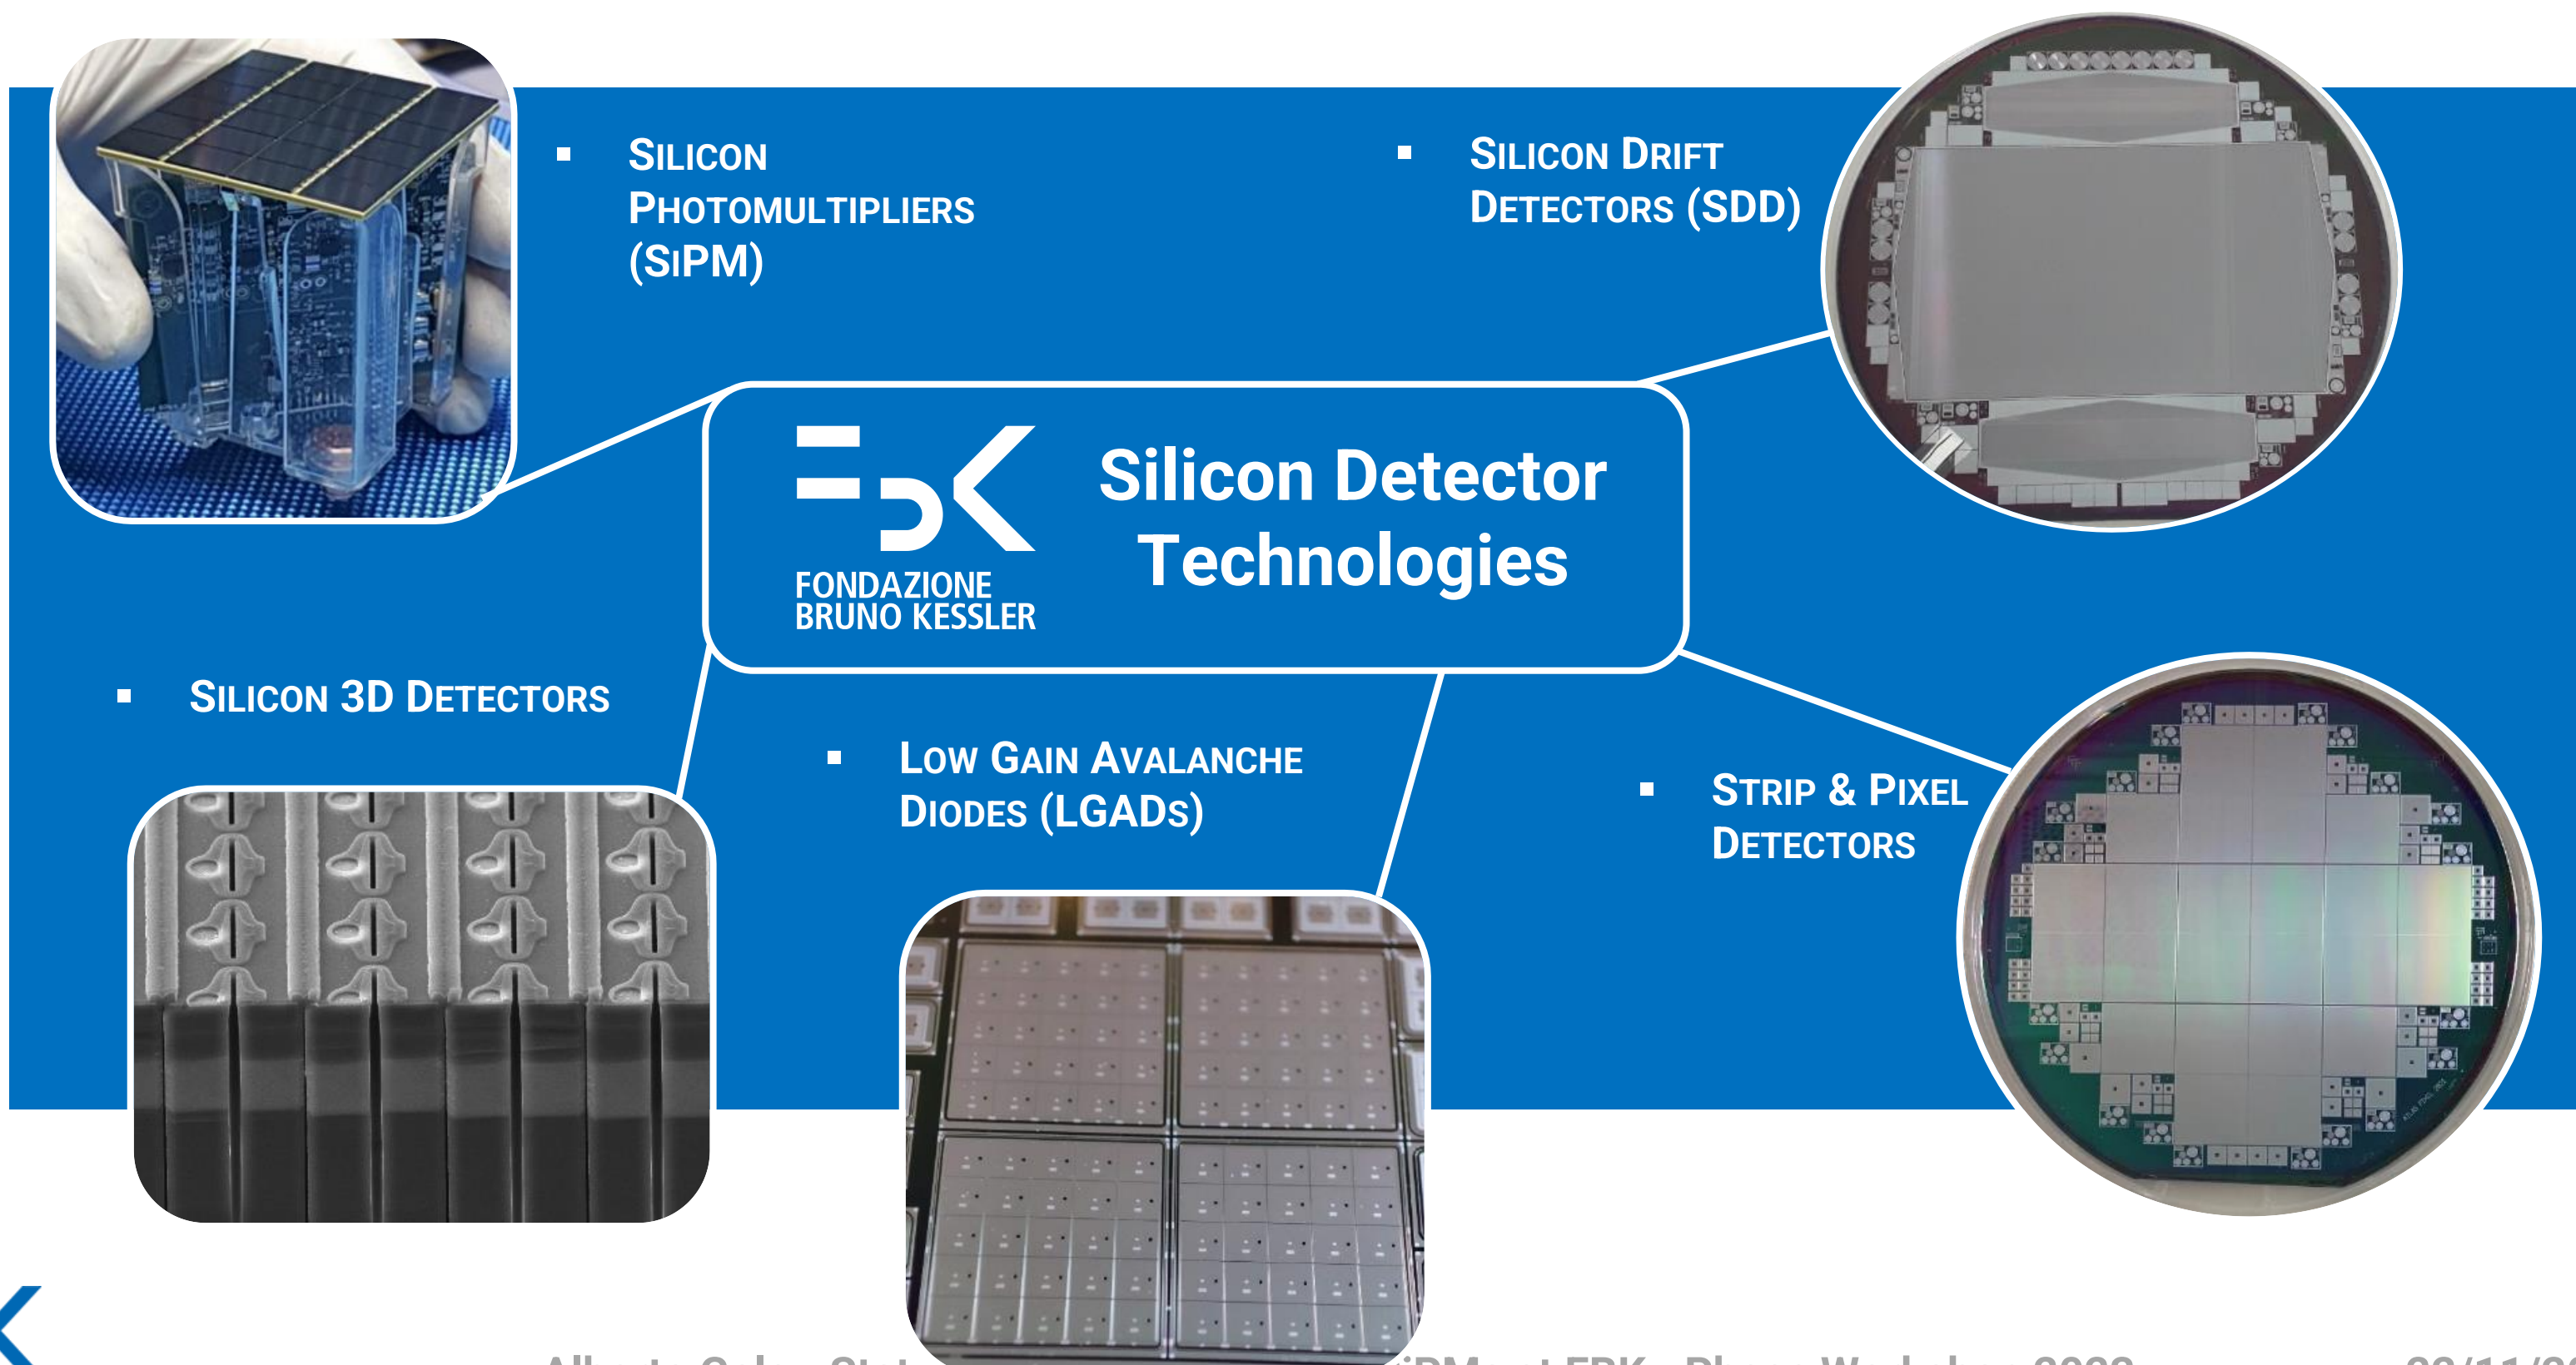 SILICON
PHOTOMULTIPLIERS
(SIPM)
SILICON DRIFT
DETECTORS (SDD)
FONDAZIONE
BRUNO KESSLER
Silicon Detector
Technologies
SILICON 3D DETECTORS
LOW GAIN AVALANCHE
DIODES (LGADS)
STRIP & PIXEL
DETECTORS